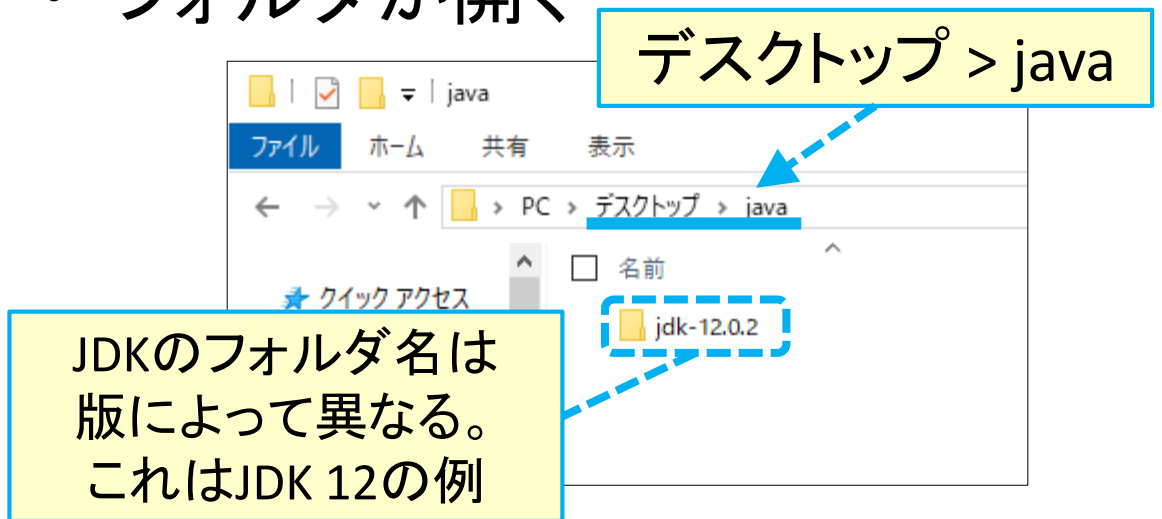 ・フォルダが開く
デスクトップ > java
java
ファイル ホーム 共有 表示
PC > デスクトップ > java
名前
クイック アクセス
jdk-12.0.2
JDKのフォルダ名は
版によって異なる。
これはJDK 12の例